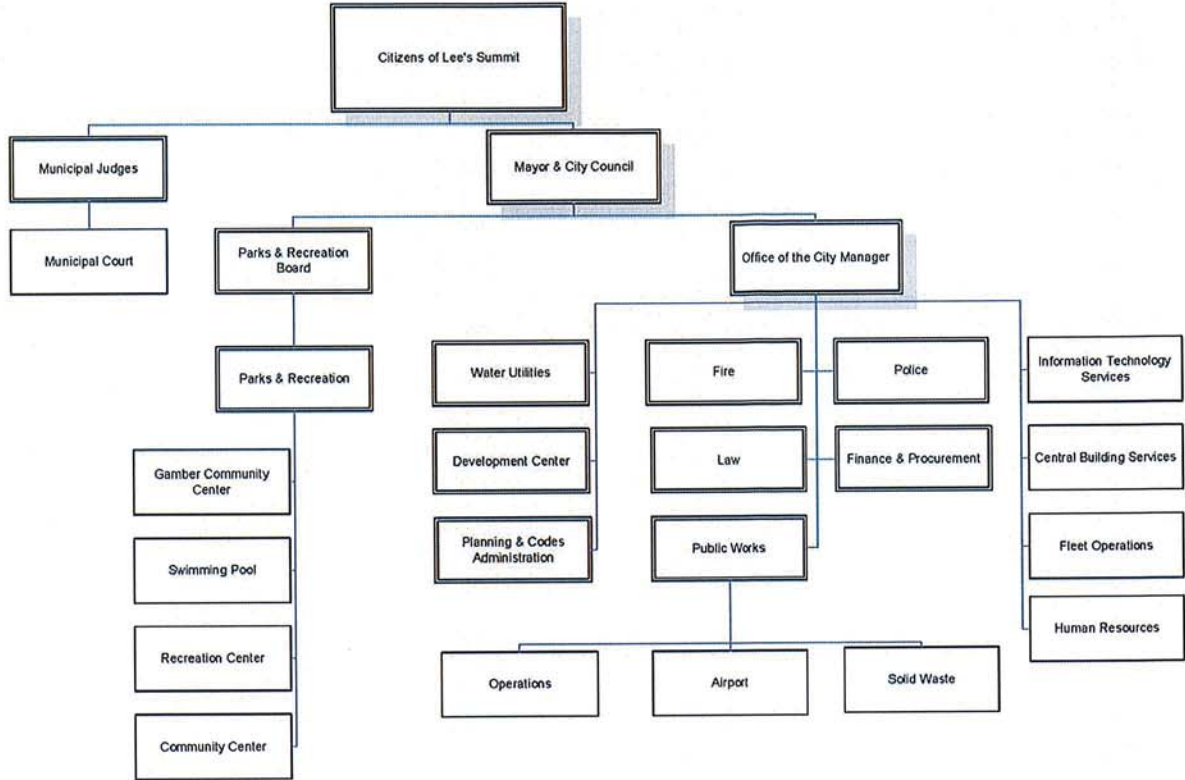 Citizens of Lee's Summit
Municipal Judges
Mayor & City Council
Municipal Court
Parks & Recreation
Board
Office of the City Manager
Parks & Recreation
Water Utilities
Fire
Police
Information Technology
Services
Gamber Community
Center
Development Center
Law
Finance & Procurement
Central Building Services
Swimming Pool
Planning & Codes
Administration
Public Works
Fleet Operations
Recreation Center
Operations
Airport
Solid Waste
Human Resources
Community Center